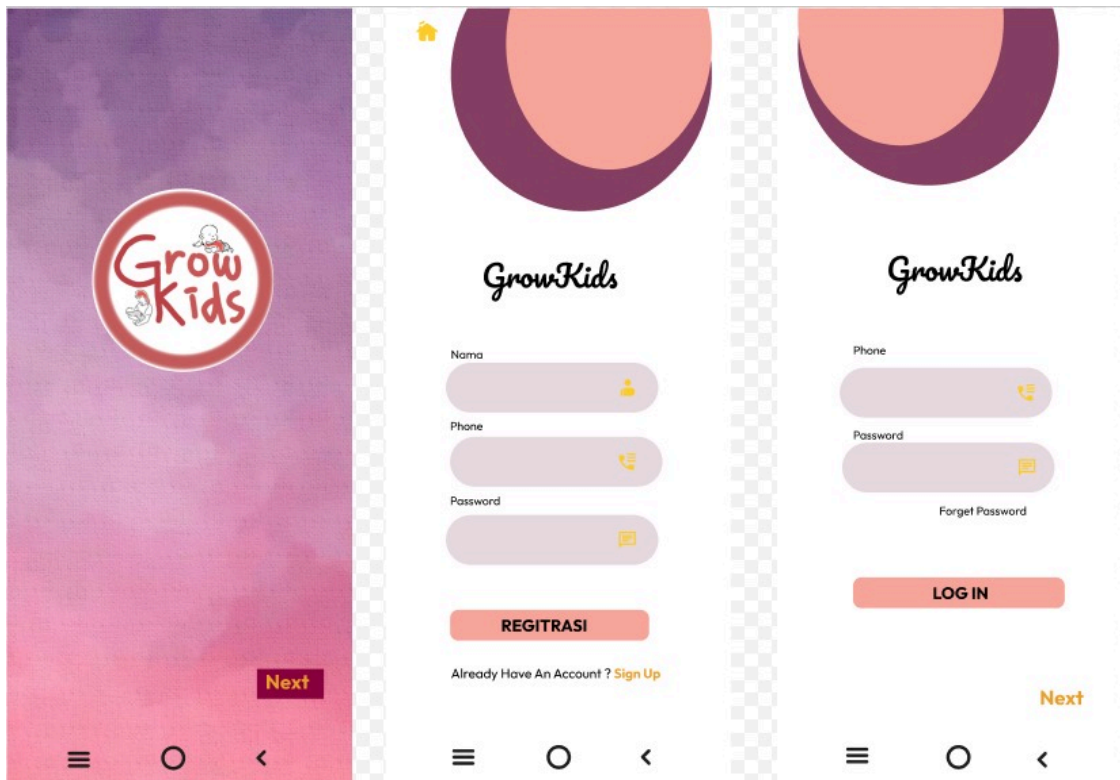 Grow
Kids
Next
GrowKids
Nama
Phone
Password
REGITRASI
Already Have An Account ? Sign Up
GrowKids
Phone
Password
Forget Password
LOG IN
Next